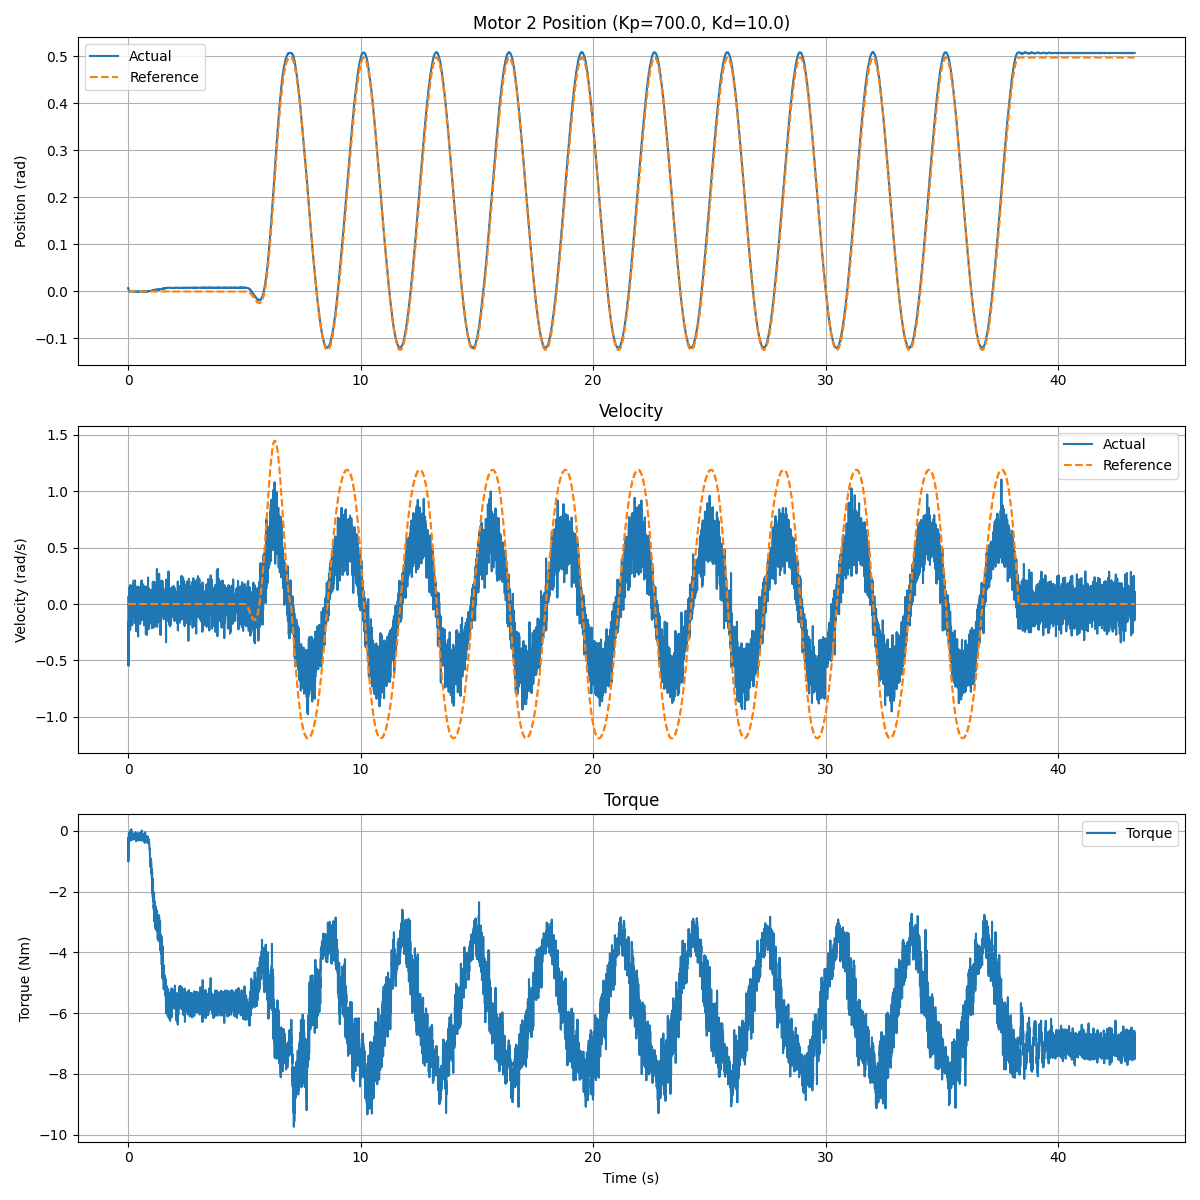 Motor 2 Position (Kp=700.0, Kd=10.0)
Actual
Reference
Position (rad)
0.5
0.4
0.3
0.2
0.1
0.0
−0.1
0 10 20 30 40
Velocity
Actual
Reference
Velocity (rad/s)
1.5
1.0
0.5
0.0
−0.5
−1.0
0 10 20 30 40
Torque
Torque
Torque (Nm)
0
−2
−4
−6
−8
−10
0 10 20 30 40
Time (s)